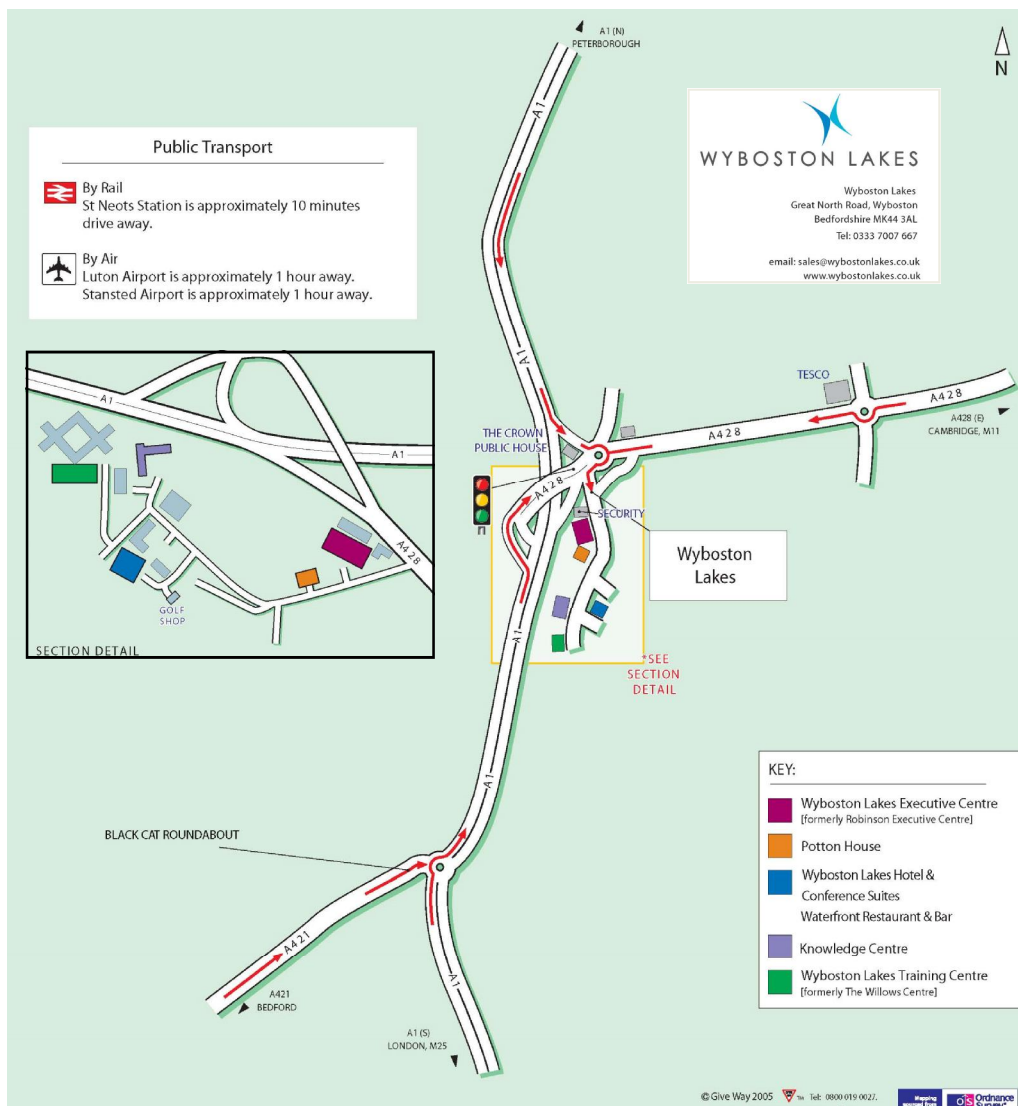 A1 (N)
PETERBOROUGH
N
Public Transport
By Rail
St Neots Station is approximately 10 minutes
drive away.
By Air
Luton Airport is approximately 1 hour away.
Stansted Airport is approximately 1 hour away.
WYBOSTON LAKES
Wyboston Lakes
Great North Road, Wyboston
Bedfordshire MK44 3AL
Tel: 0333 7007 667
email: sales@wybostonlakes.co.uk
www.wybostonlakes.co.uk
A1
A1
TESCO
A428
A428
A428 (E)
CAMBRIDGE, M11
THE CROWN
PUBLIC HOUSE
A428
SECURITY
Wyboston
Lakes
A1
*SEE
SECTION
DETAIL
A1
A1
A428
GOLF
SHOP
SECTION DETAIL
A1
BLACK CAT ROUNDABOUT
A421
A421
BEDFORD
A1
A1 (S)
LONDON, M25
KEY:
Wyboston Lakes Executive Centre
[formerly Robinson Executive Centre]
Potton House
Wyboston Lakes Hotel &
Conference Suites
Waterfront Restaurant & Bar
Knowledge Centre
Wyboston Lakes Training Centre
[formerly The Willows Centre]
© Give Way 2005 TM Tel: 0800 019 0027.
Mapping
Ordnance
Survey